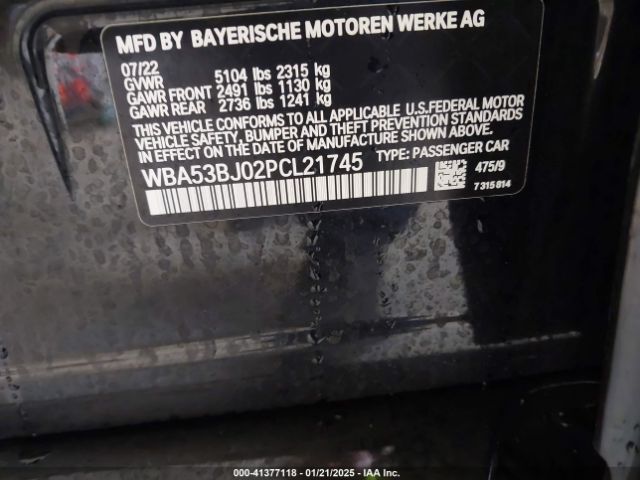 MFD BY BAYERISCHE MOTOREN WERKE AG
07/22
GVWR 5104 lbs 2315 kg
GAWR FRONT 2491 lbs 1130 kg
GAWR REAR 2736 lbs 1241 kg
THIS VEHICLE CONFORMS TO ALL APPLICABLE U.S.FEDERAL MOTOR
VEHICLE SAFETY, BUMPER AND THEFT PREVENTION STANDARDS
IN EFFECT ON THE DATE OF MANUFACTURE SHOWN ABOVE.
WBA53BJ02PCL21745 TYPE: PASSENGER CAR
475/9
7 315 814
000-41377118 - 01/21/2025 - IAA Inc.